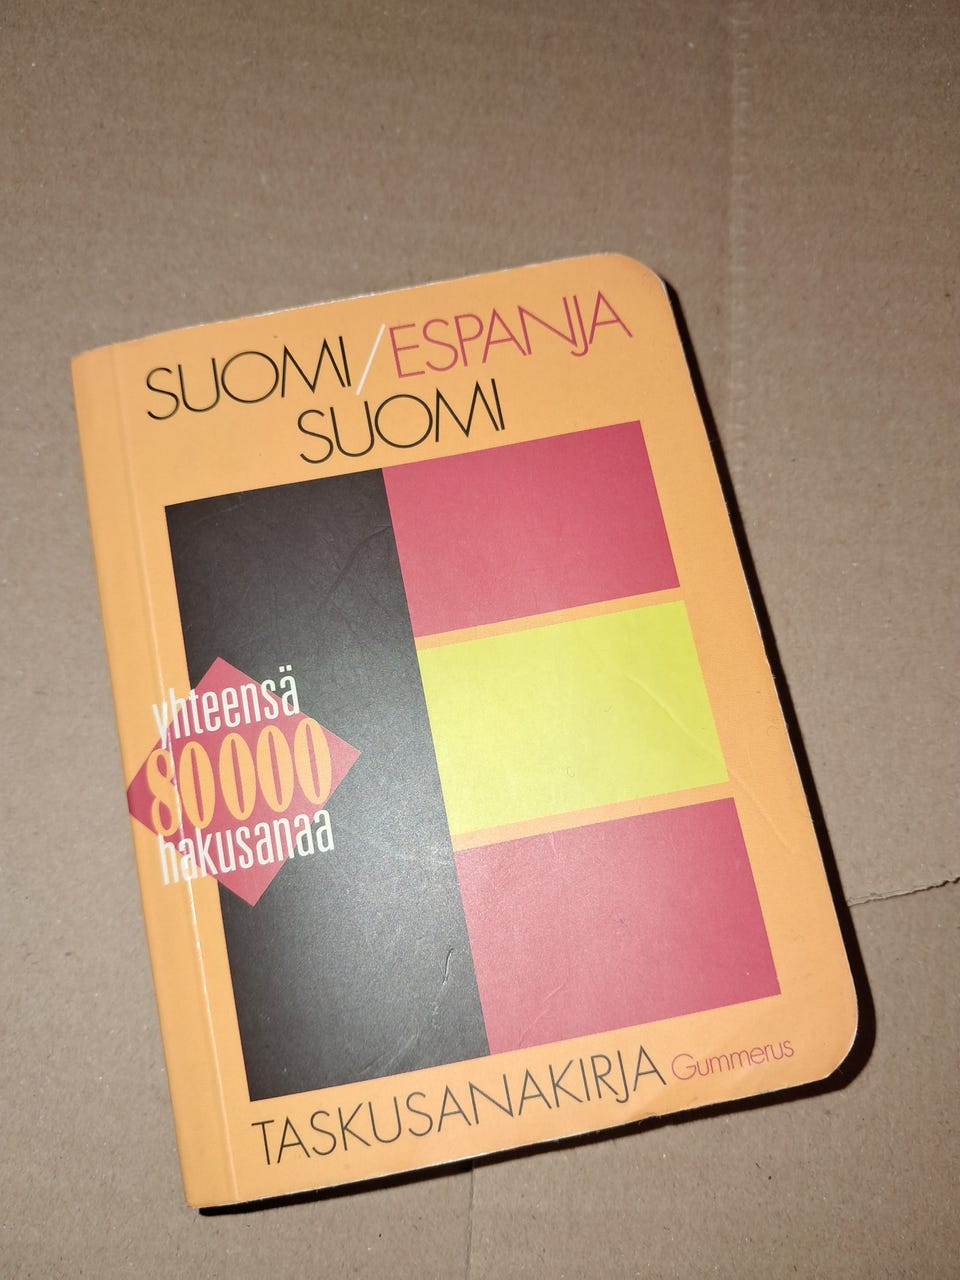 SUOMI/ESPANJA
SUOMI
yhteensä
80000
hakusanaa
TASKUSANAKIRJA Gummerus